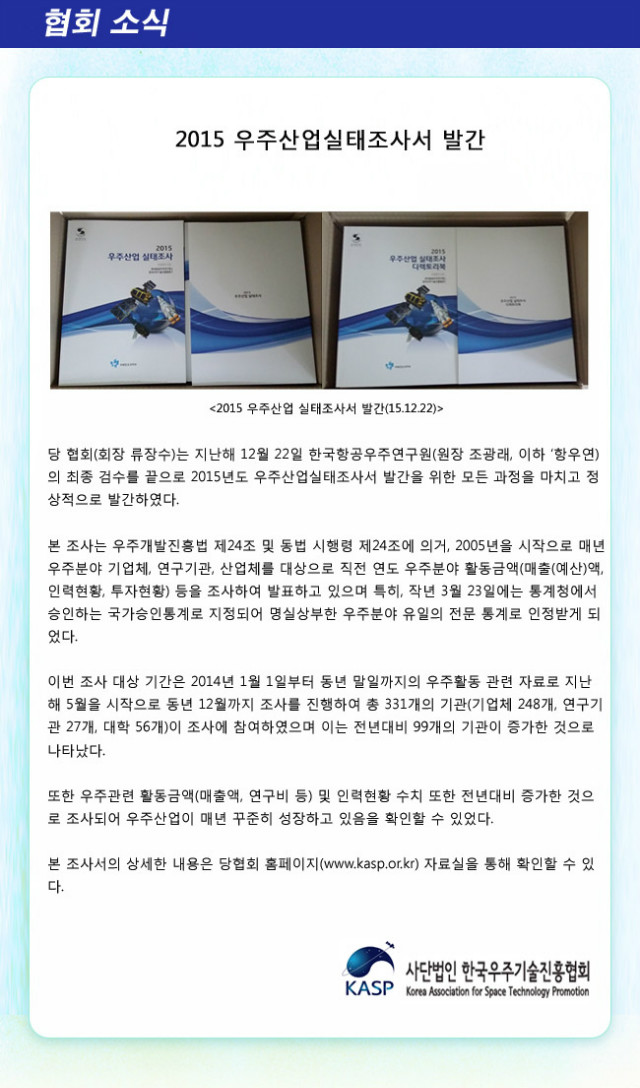 협회 소식
2015 우주산업실태조사서 발간
2015
우주산업 실태조사
2015
우주산업 실태조사
2015
우주산업 실태조사
디렉토리북
2015
우주산업 실태조사
<2015 우주산업 실태조사서 발간(15.12.22)>
당 협회(회장 류장수)는 지난해 12월 22일 한국항공우주연구원(원장 조광래, 이하 ‘항우연)
의 최종 검수를 끝으로 2015년도 우주산업실태조사서 발간을 위한 모든 과정을 마치고 정
상적으로 발간하였다.
본 조사는 우주개발진흥법 제24조 및 동법 시행령 제24조에 의거, 2005년을 시작으로 매년
우주분야 기업체, 연구기관, 산업체를 대상으로 직전 연도 우주분야 활동금액(매출(예산)액,
인력현황, 투자현황) 등을 조사하여 발표하고 있으며 특히, 작년 3월 23일에는 통계청에서
승인하는 국가승인통계로 지정되어 명실상부한 우주분야 유일의 전문 통계로 인정받게 되
었다.
이번 조사 대상 기간은 2014년 1월 1일부터 동년 말일까지의 우주활동 관련 자료로 지난
해 5월을 시작으로 동년 12월까지 조사를 진행하여 총 331개의 기관(기업체 248개, 연구기
관 27개, 대학 56개)이 조사에 참여하였으며 이는 전년대비 99개의 기관이 증가한 것으로
나타났다.
또한 우주관련 활동금액(매출액, 연구비 등) 및 인력현황 수치 또한 전년대비 증가한 것으
로 조사되어 우주산업이 매년 꾸준히 성장하고 있음을 확인할 수 있었다.
본 조사서의 상세한 내용은 당협회 홈페이지(www.kasp.or.kr) 자료실을 통해 확인할 수 있
다.
KASP
사단법인 한국우주기술진흥협회
Korea Association for Space Technology Promotion